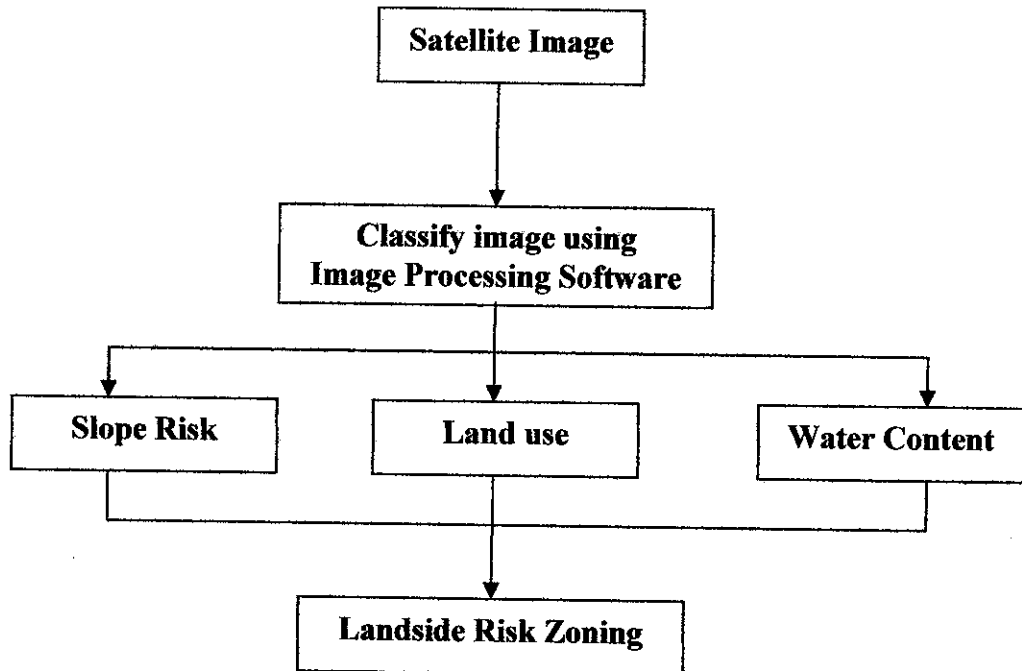 Satellite Image
Classify image using
Image Processing Software
Slope Risk
Land use
Water Content
Landside Risk Zoning